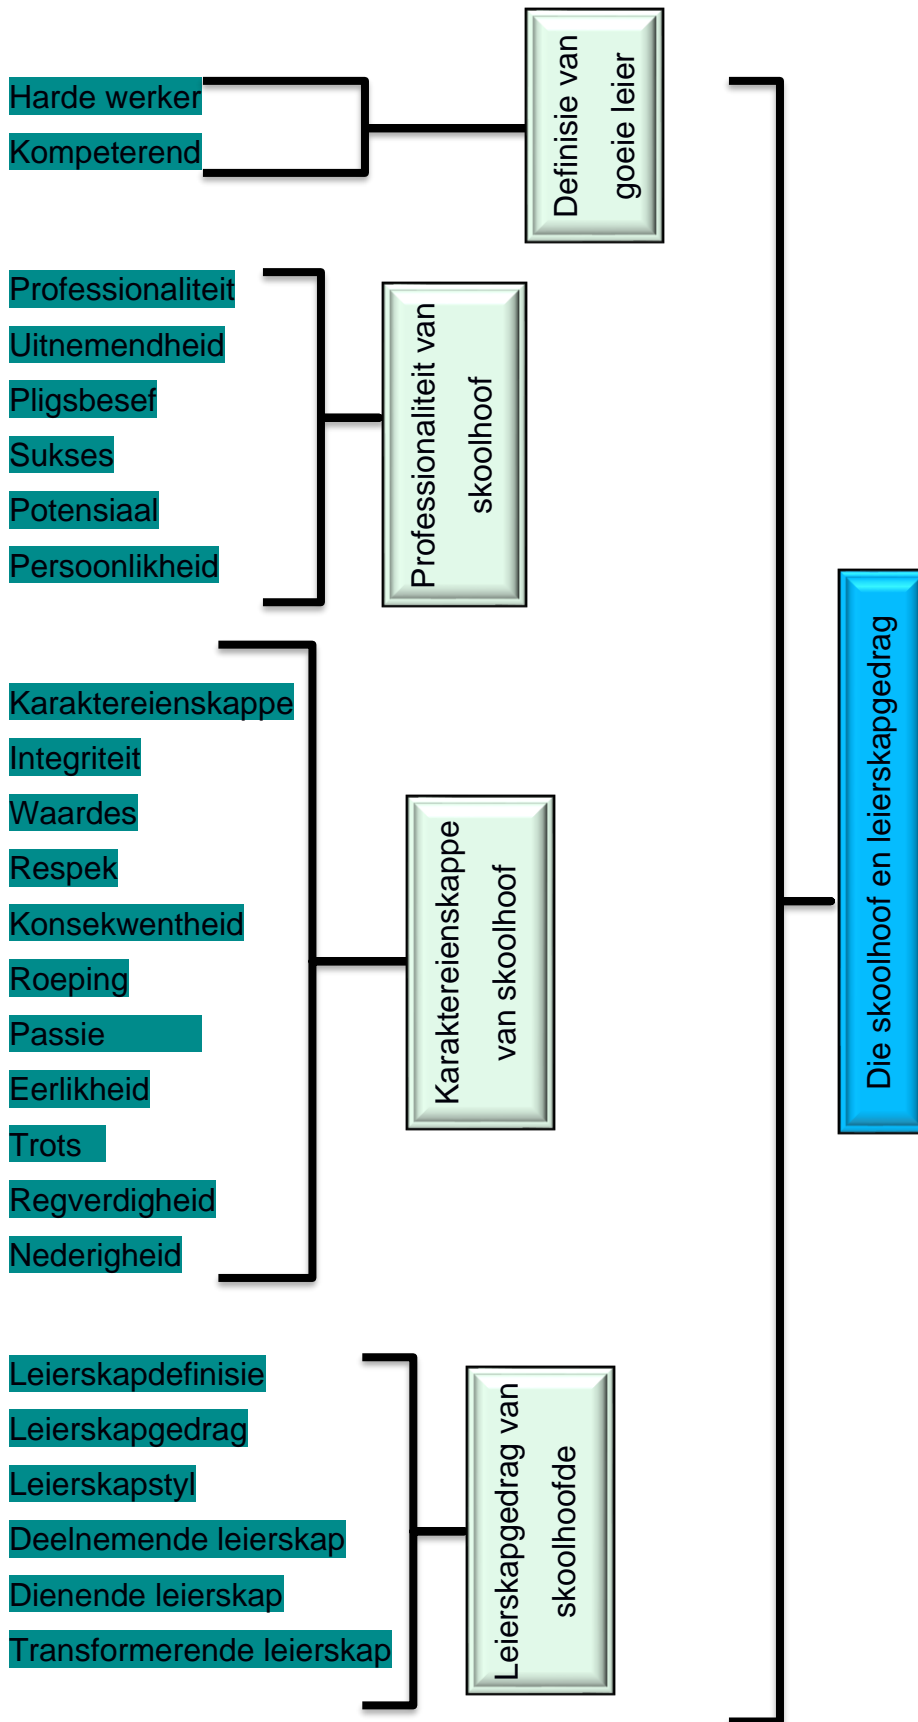 Harde werker
Kompeterend
Definisie van
goeie leier
Professionaliteit
Uitnemendheid
Pligsbesef
Sukses
Potensiaal
Persoonlikheid
Professionaliteit van
skoolhoof
Karaktereienskappe
Integriteit
Waardes
Respek
Konsekwentheid
Roeping
Passie
Eerlikheid
Trots
Regverdigheid
Nederigheid
Karaktereienskappe
van skoolhoof
Leierskapdefinisie
Leierskapgedrag
Leierskapstyl
Deelnemende leierskap
Dienende leierskap
Transformerende leierskap
Leierskapgedrag van
skoolhoofde
Die skoolhoof en leierskapgedrag